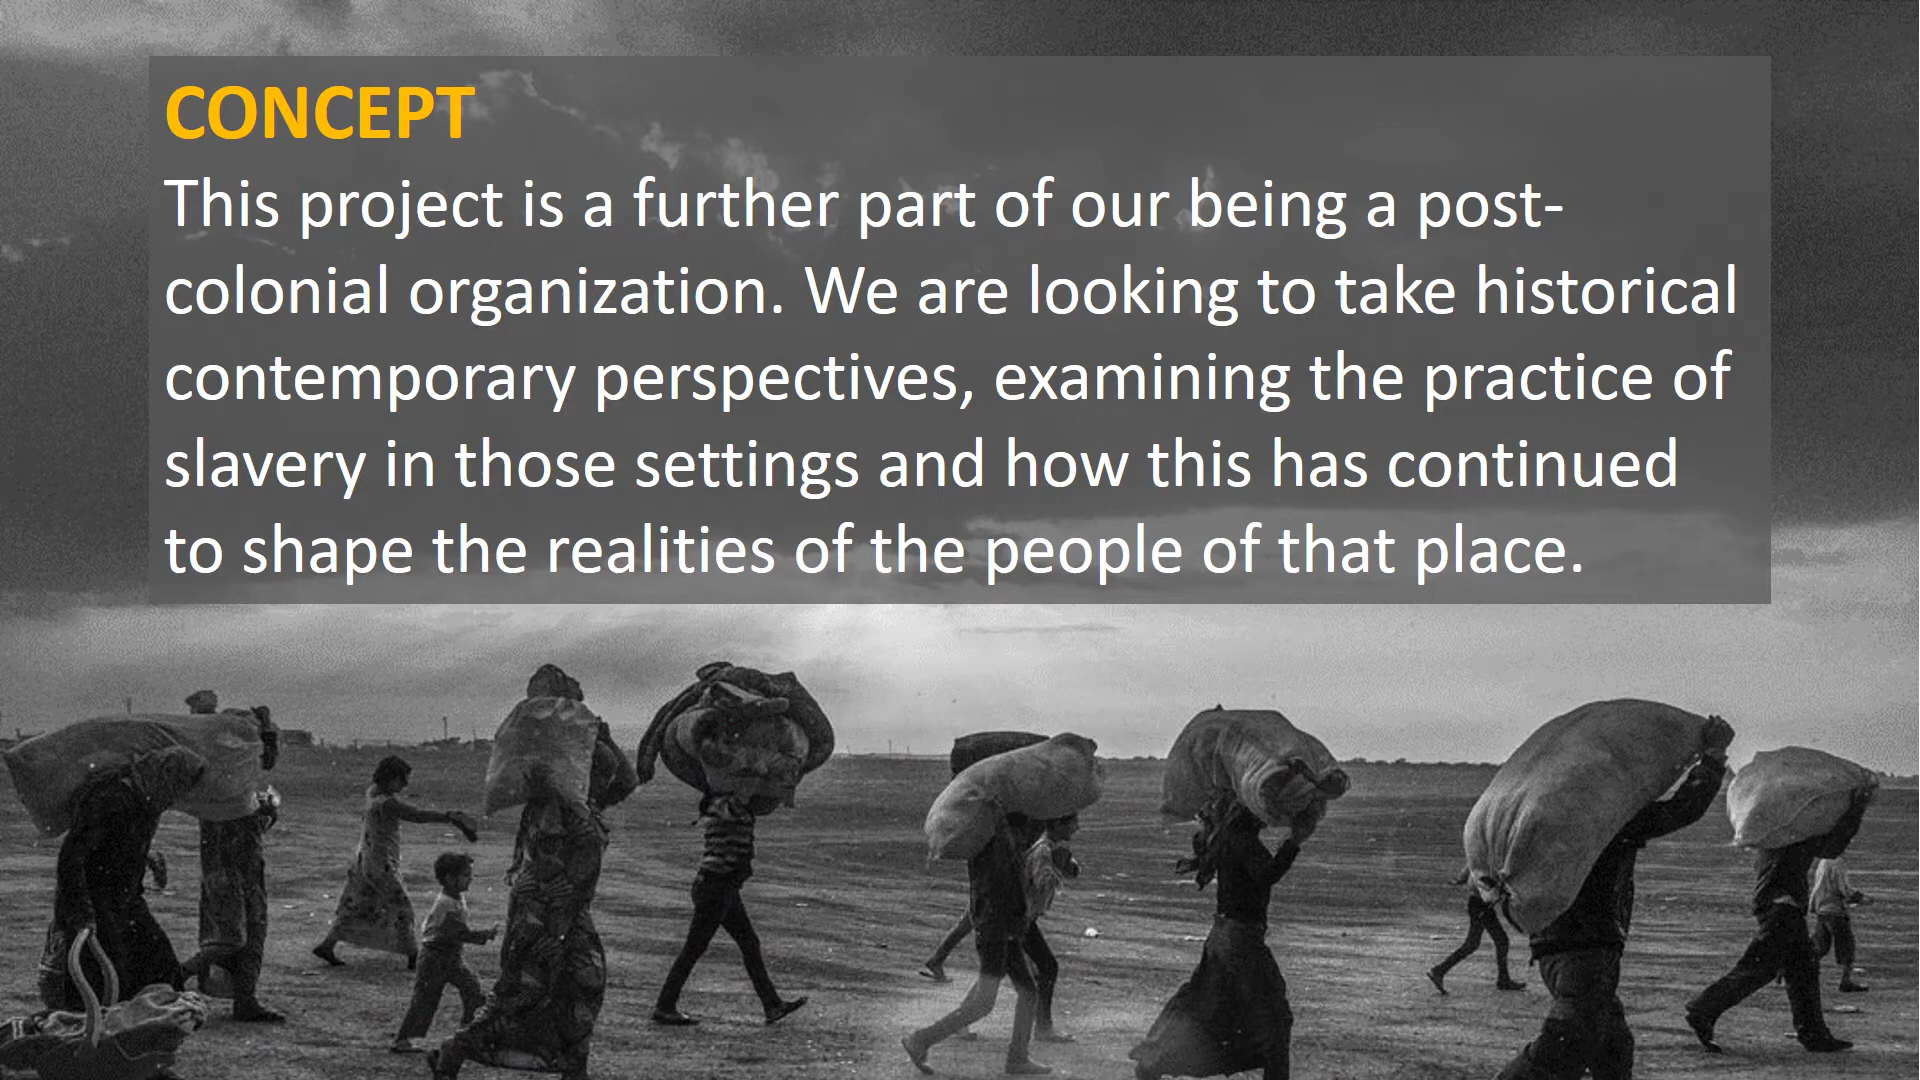 CONCEPT
This project is a further part of our being a post-
colonial organization. We are looking to take historical
contemporary perspectives, examining the practice of
slavery in those settings and how this has continued
to shape the realities of the people of that place.